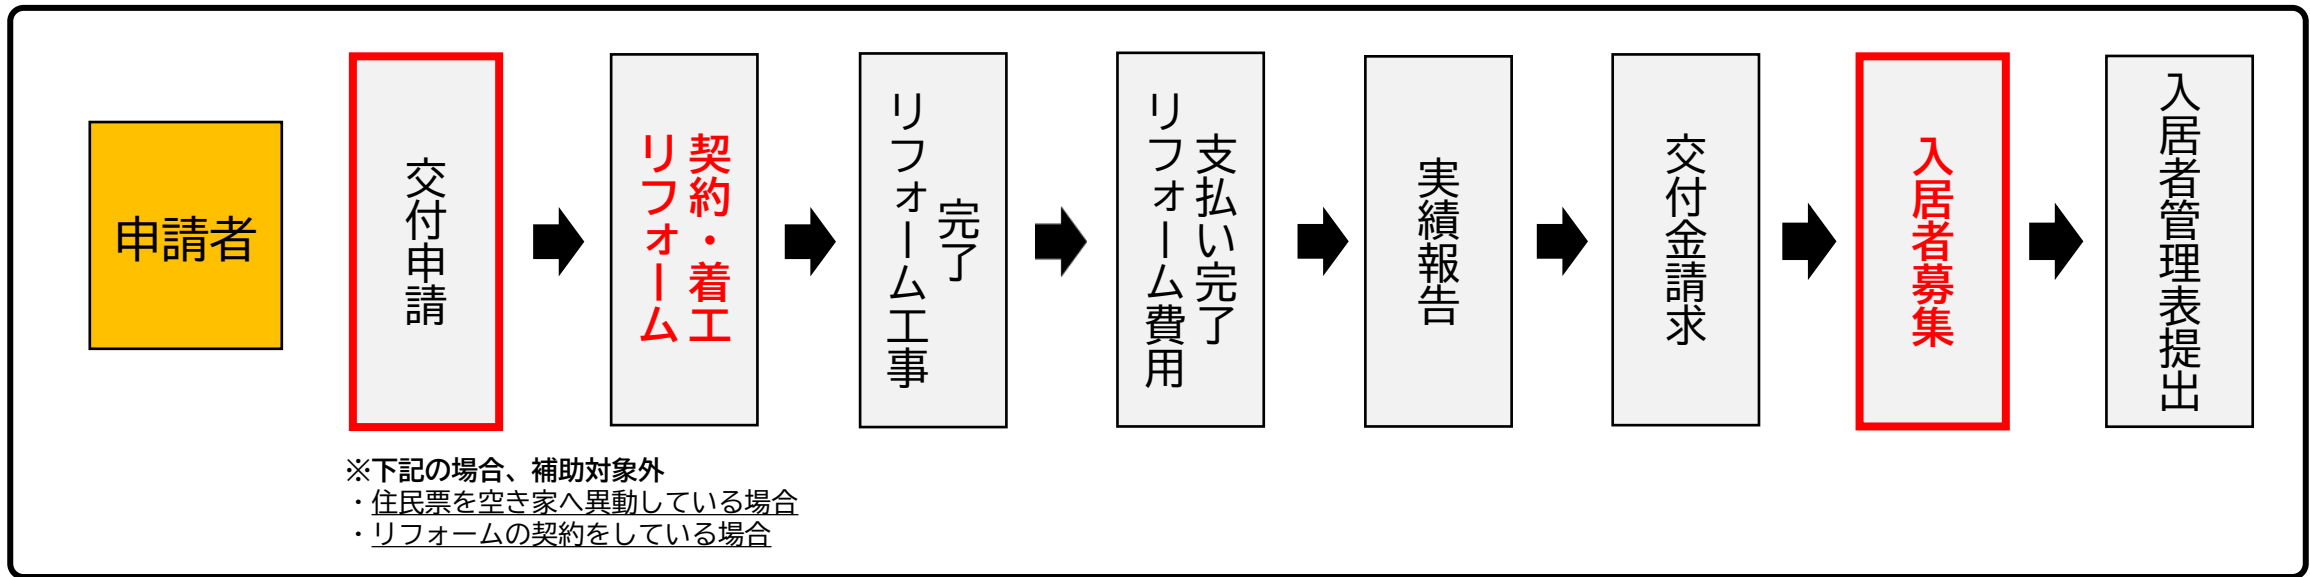 申請者
交付申請
契約・着工
リフォーム
リフォーム工事
完了
支払い完了
リフォーム費用
実績報告
交付金請求
入居者募集
入居者管理表提出
※下記の場合、補助対象外
・住民票を空き家へ異動している場合
・リフォームの契約をしている場合